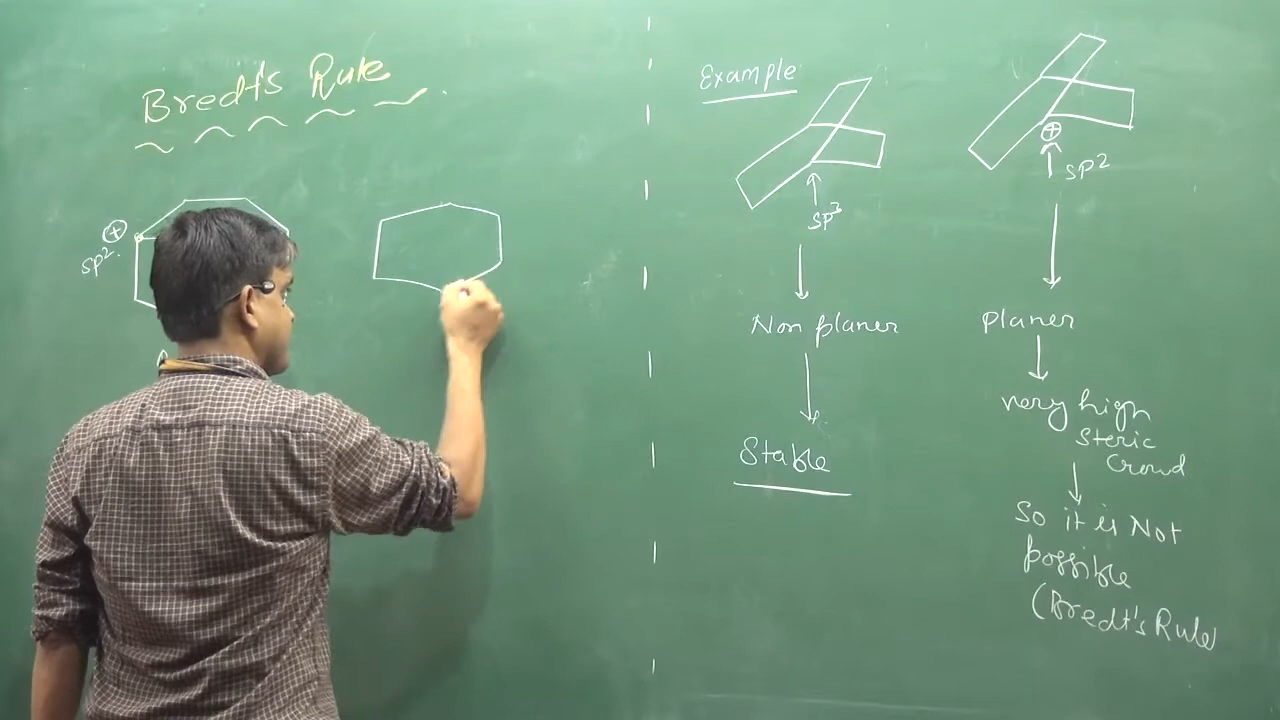 Bredt's Rule
⊕
sp².
Example
sp³
Non planer
Stable
⊕
sp²
planer
very high
Steric
Crowd
So it is Not
possible
(Bredt's Rule